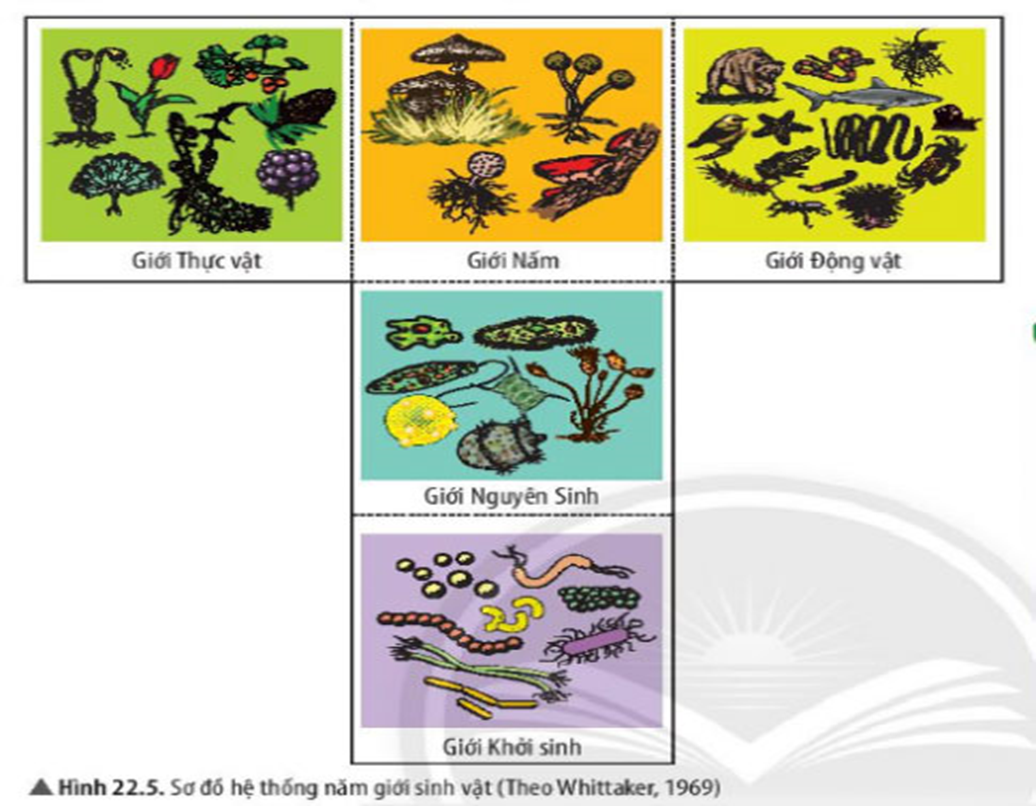 Giới Thực vật
Giới Nấm
Giới Động vật
Giới Nguyên Sinh
Giới Khởi sinh
▲ Hình 22.5. Sơ đồ hệ thống năm giới sinh vật (Theo Whittaker, 1969)